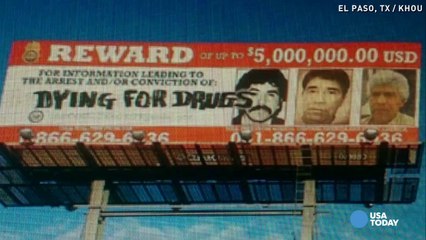 EL PASO, TX / KHOU
REWARD OF UP TO $5,000,000.00 USD
FOR INFORMATION LEADING TO
THE ARREST AND/OR CONVICTION OF:
DYING FOR DRUGS
USA
TODAY